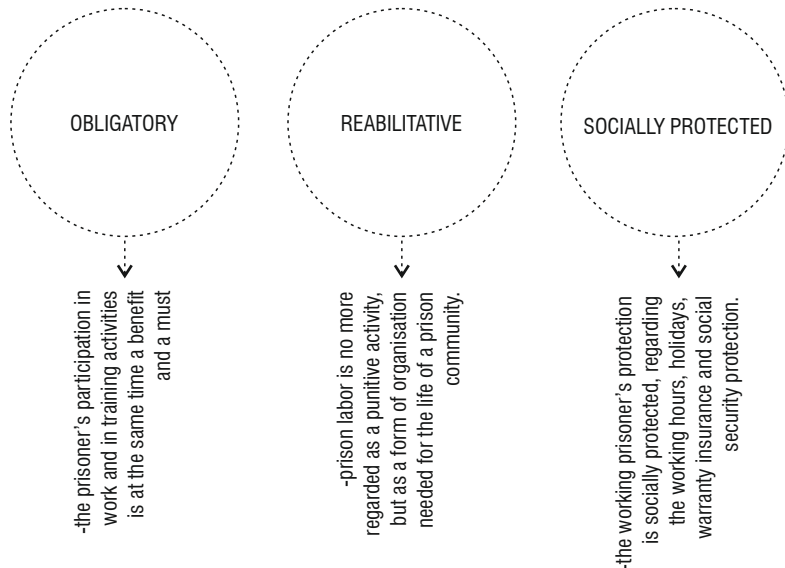 OBLIGATORY
-the prisoner's participation in
work and in training activities
is at the same time a benefit
and a must
REABILITATIVE
-prison labor is no more
regarded as a punitive activity,
but as a form of organisation
needed for the life of a prison
community.
SOCIALLY PROTECTED
-the working prisoner's protection
is socially protected, regarding
the working hours, holidays,
warranty insurance and social
security protection.